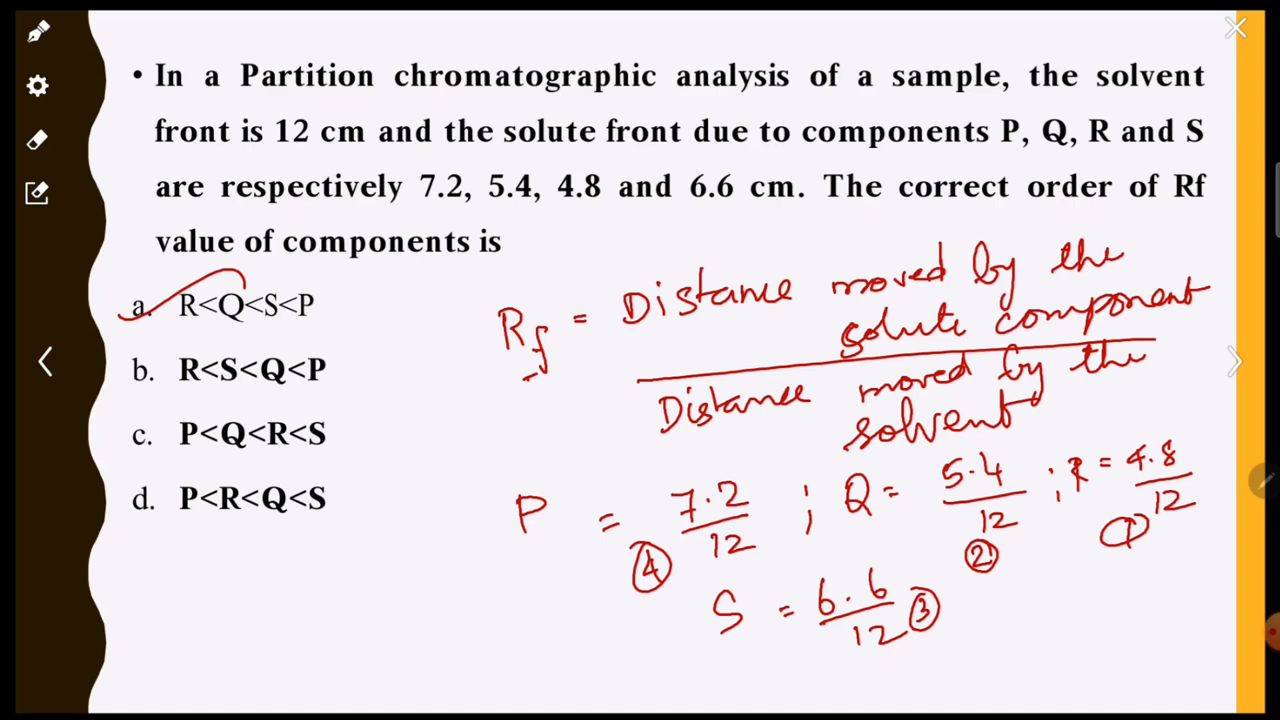 • In a Partition chromatographic analysis of a sample, the solvent
front is 12 cm and the solute front due to components P, Q, R and S
are respectively 7.2, 5.4, 4.8 and 6.6 cm. The correct order of Rf
value of components is
a. R<Q<S<P
b. R<S<Q<P
c. P<Q<R<S
d. P<R<Q<S
Rf = Distance moved by the
solute component
Distance moved by the
solvent
P = 7.2/12 ; Q = 5.4/12 ; R = 4.8/12
④ ② ①
S = 6.6/12 ③